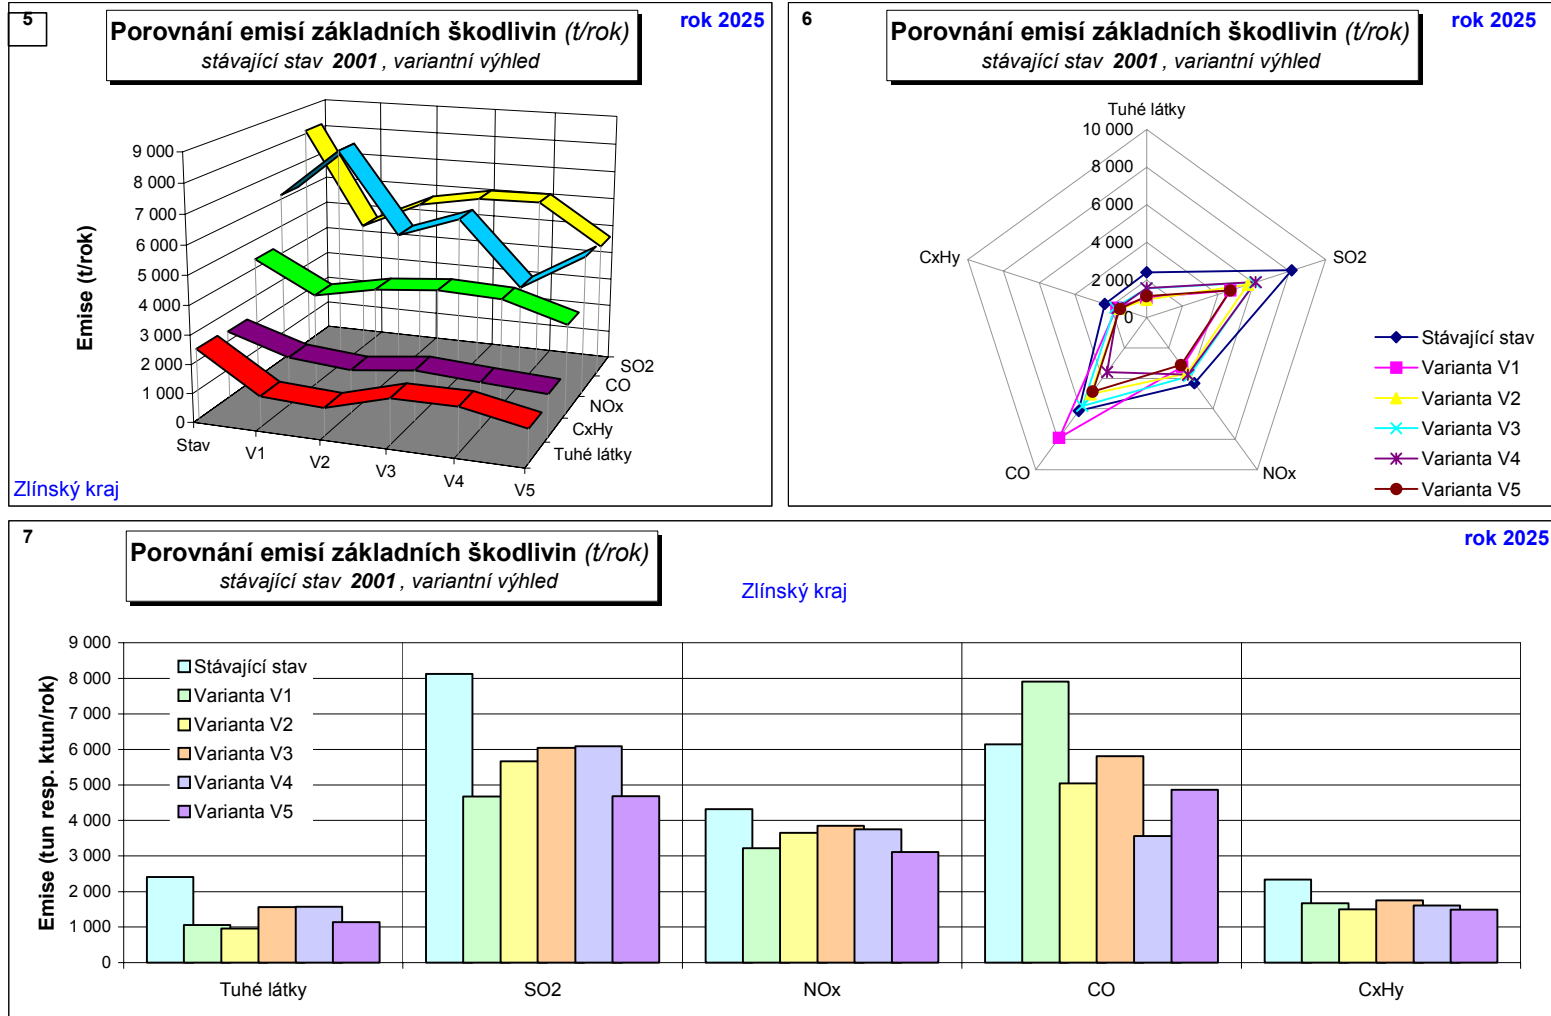 5
rok 2025
Porovnání emisí základních škodlivin (t/rok)
stávající stav 2001 , variantní výhled
Emise (t/rok)
9 000
8 000
7 000
6 000
5 000
4 000
3 000
2 000
1 000
0
Stav
V1
V2
V3
V4
V5
SO2
CO
NOx
CxHy
Tuhé látky
Zlínský kraj
6
rok 2025
Porovnání emisí základních škodlivin (t/rok)
stávající stav 2001 , variantní výhled
Tuhé látky
10 000
8 000
6 000
4 000
2 000
0
SO2
NOx
CO
CxHy
Stávající stav
Varianta V1
Varianta V2
Varianta V3
Varianta V4
Varianta V5
7
rok 2025
Porovnání emisí základních škodlivin (t/rok)
stávající stav 2001 , variantní výhled
Zlínský kraj
Emise (tun resp. ktun/rok)
9 000
8 000
7 000
6 000
5 000
4 000
3 000
2 000
1 000
0
Stávající stav
Varianta V1
Varianta V2
Varianta V3
Varianta V4
Varianta V5
Tuhé látky
SO2
NOx
CO
CxHy